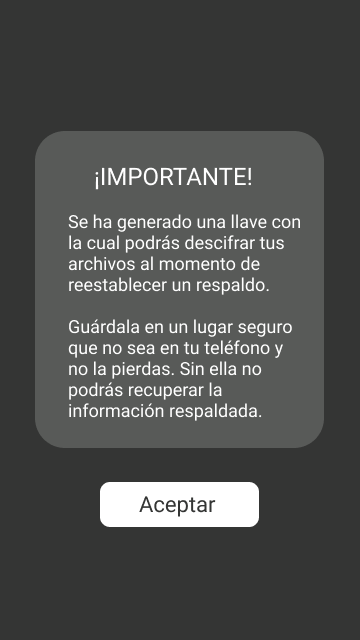 ¡IMPORTANTE!
Se ha generado una llave con
la cual podrás descifrar tus
archivos al momento de
reestablecer un respaldo.
Guárdala en un lugar seguro
que no sea en tu teléfono y
no la pierdas. Sin ella no
podrás recuperar la
información respaldada.
Aceptar